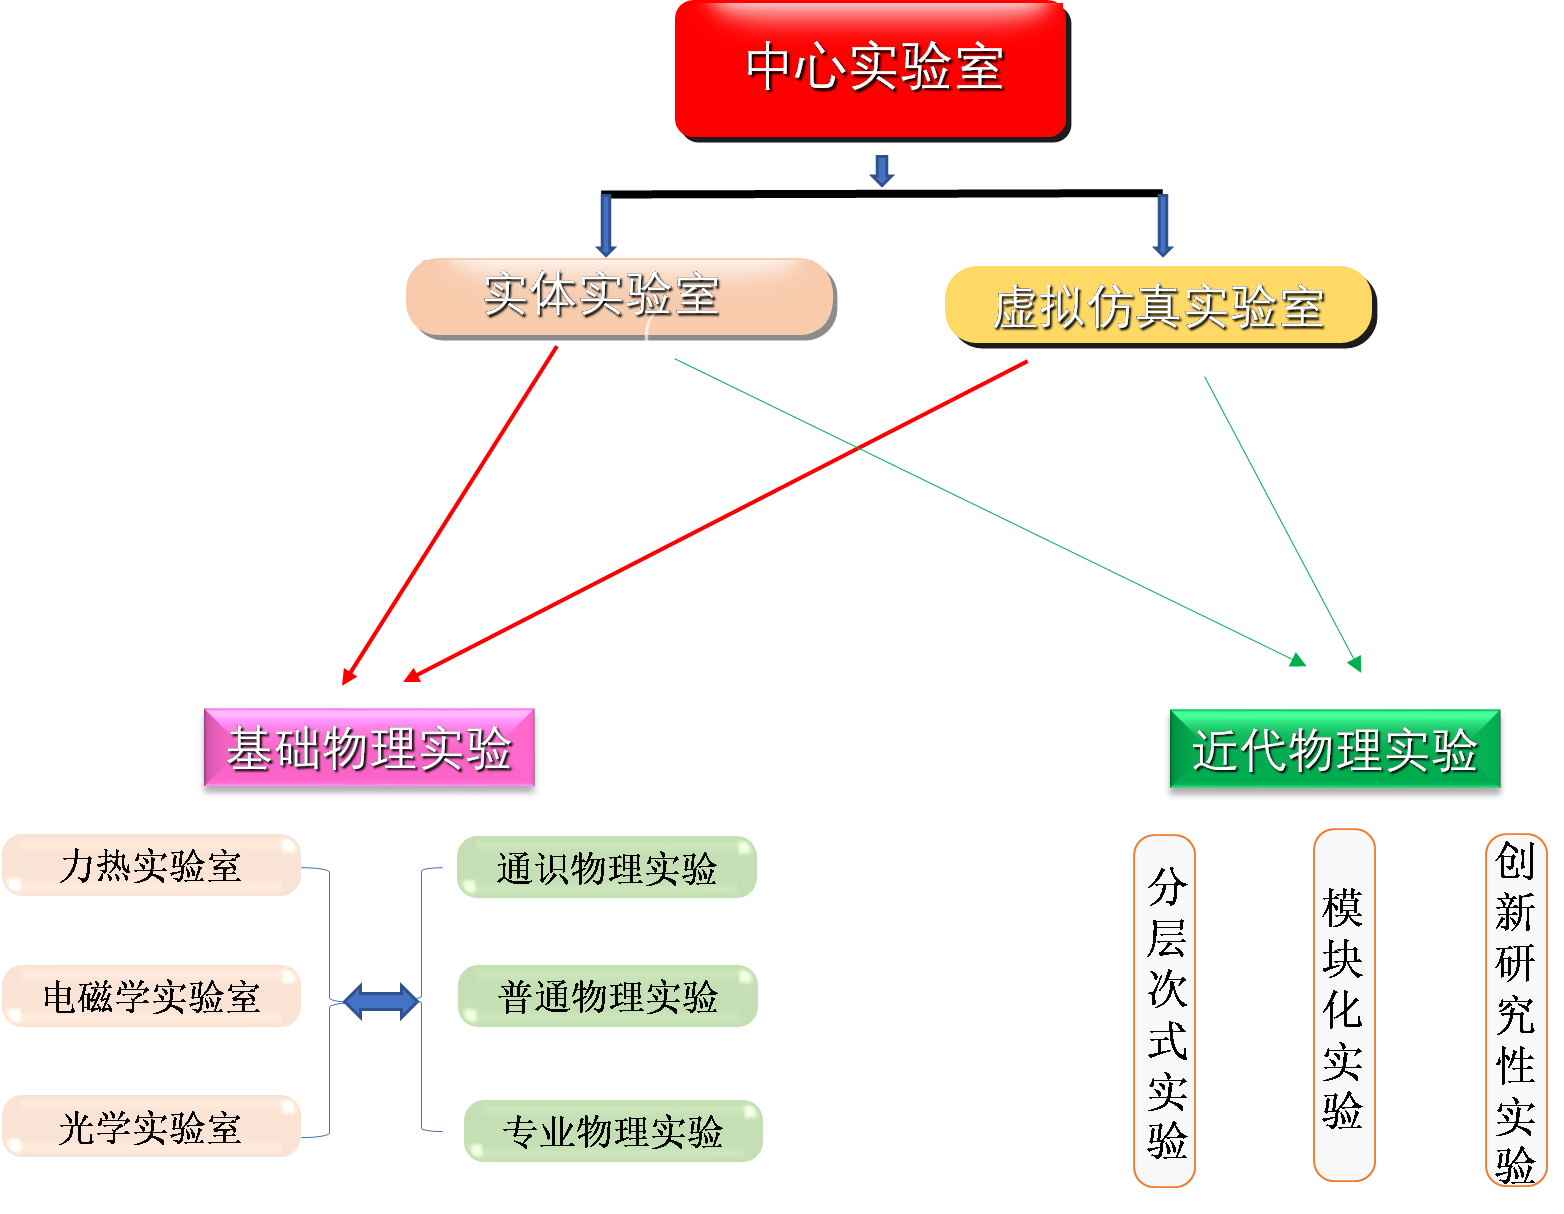 中心实验室
实体实验室
虚拟仿真实验室
基础物理实验
近代物理实验
力热实验室
通识物理实验
电磁学实验室
普通物理实验
光学实验室
专业物理实验
分层次式实验
模块化实验
创新研究性实验